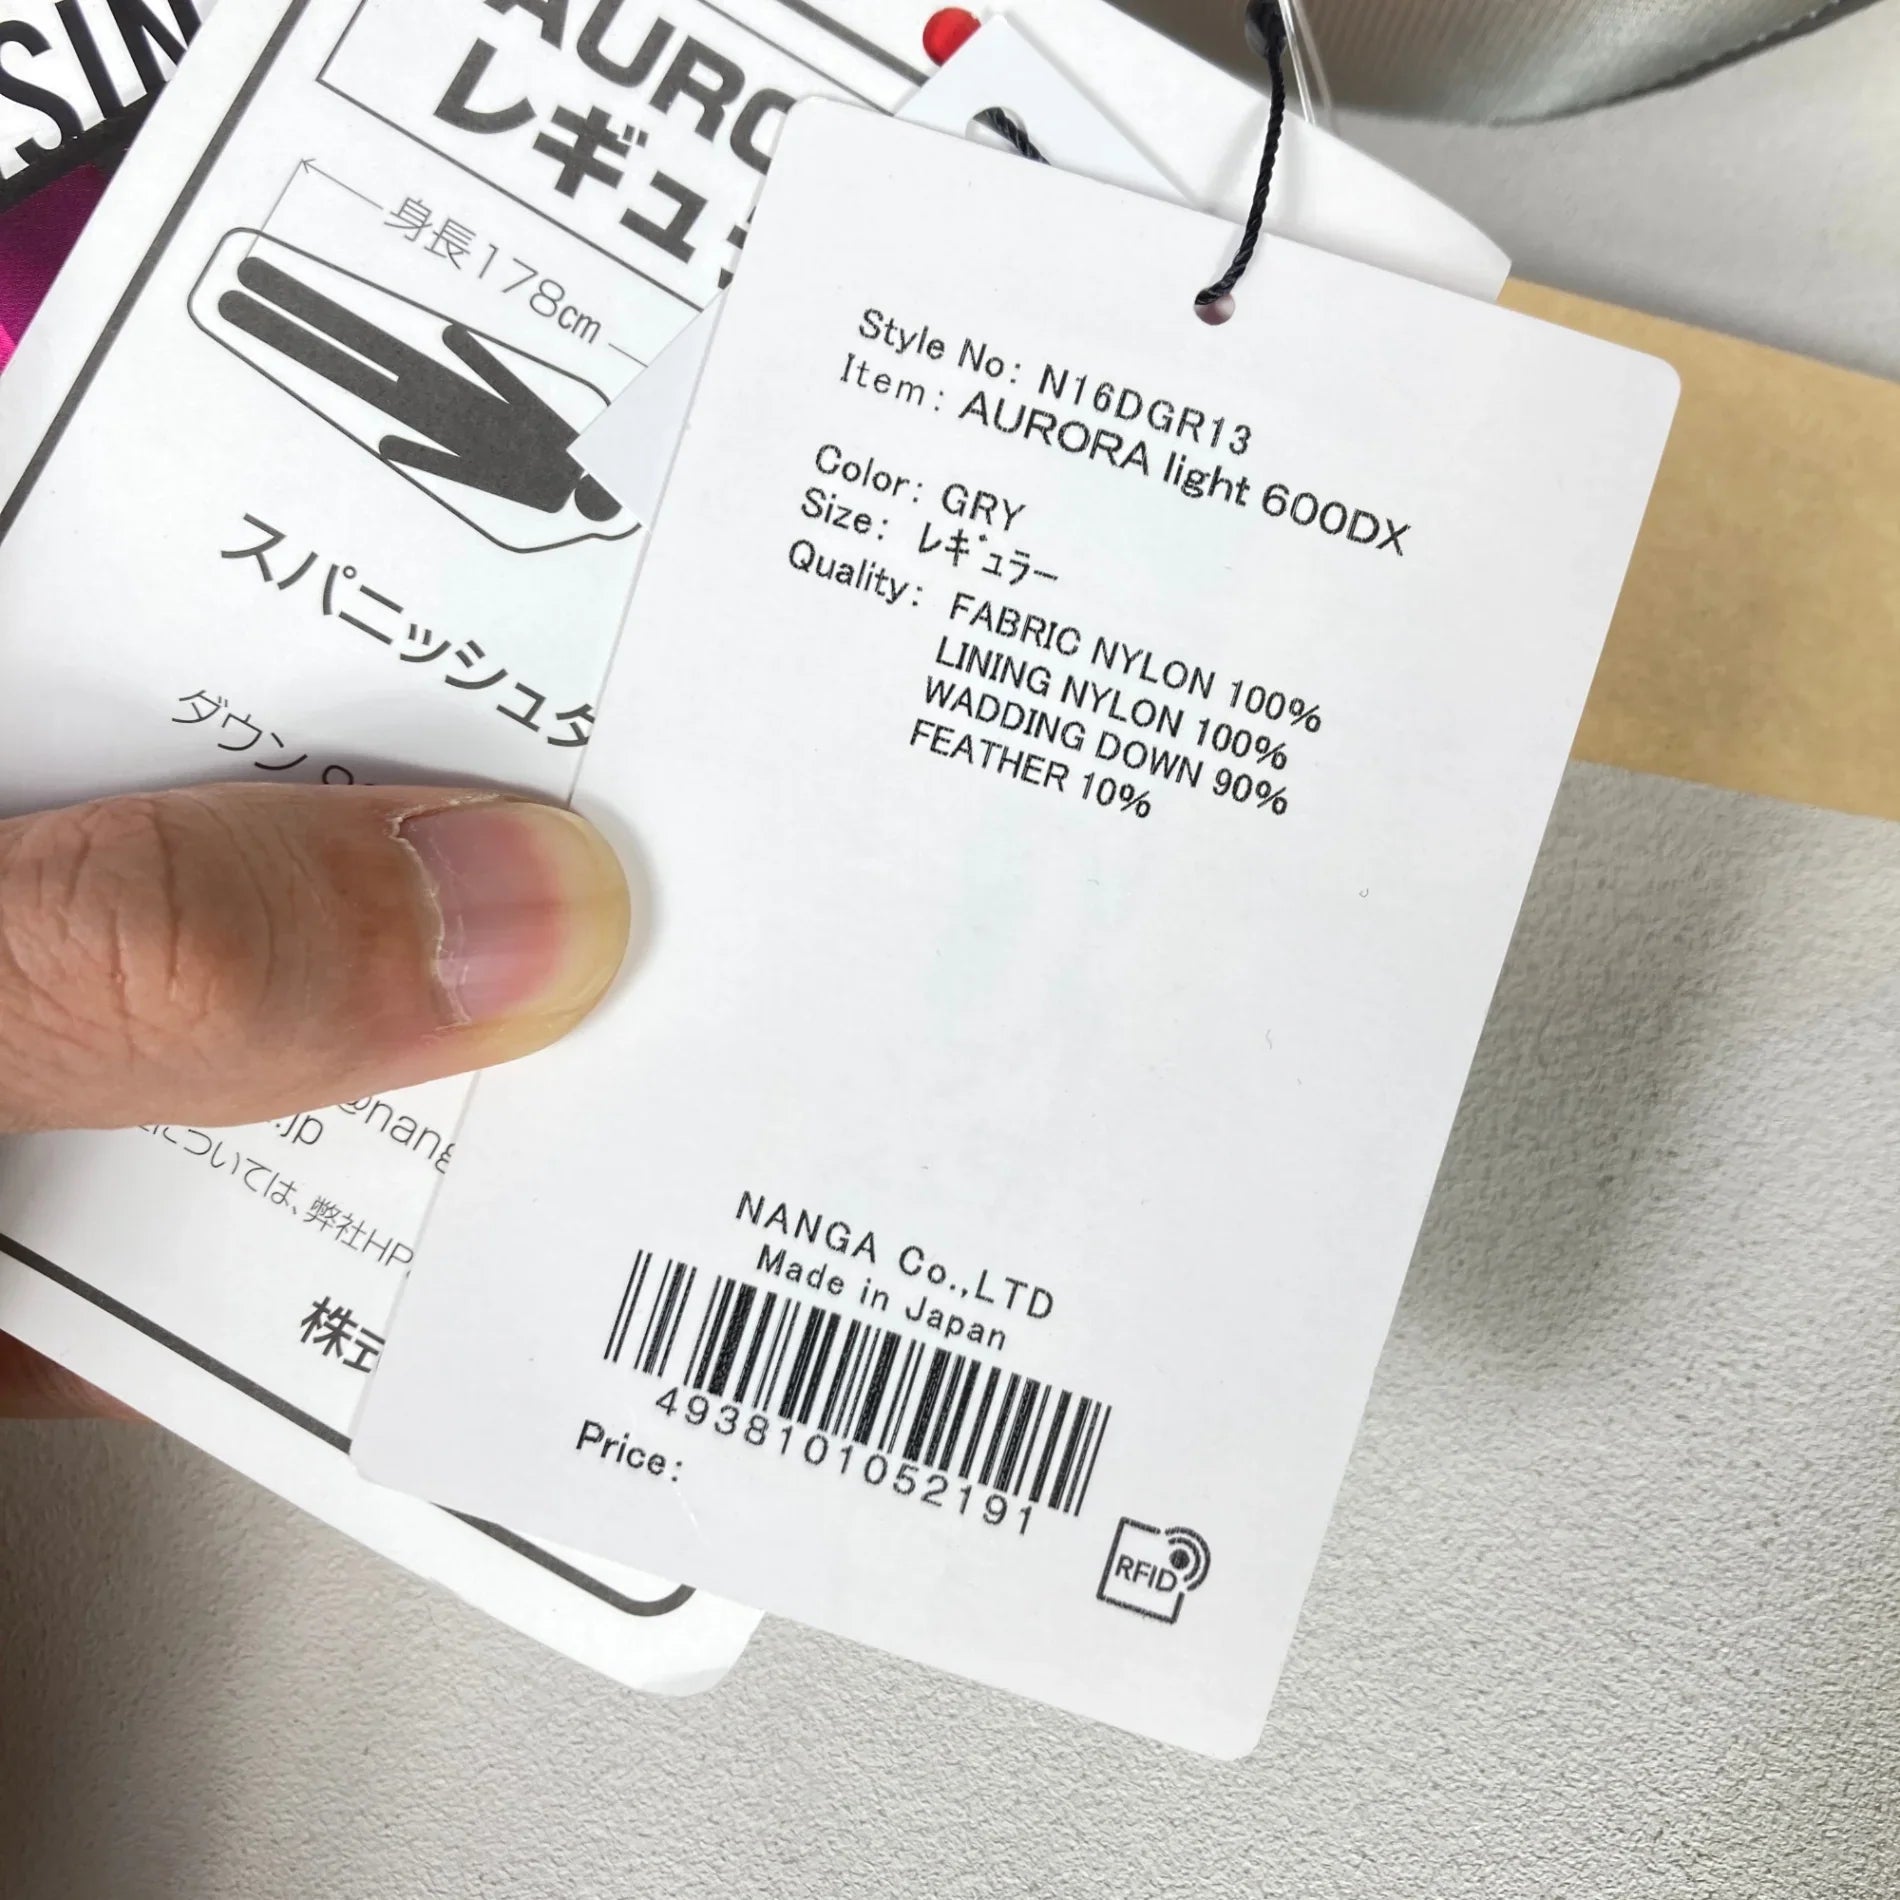 レギュ
身長178cm
スパニッシュダ
ダウン
@nang
.jp
については、弊社HP
株式
Style No: N16DGR13
Item: AURORA light 600DX
Color: GRY
Size: ﾚｷﾞｭﾗｰ
Quality: FABRIC NYLON 100%
LINING NYLON 100%
WADDING DOWN 90%
FEATHER 10%
NANGA Co.,LTD
Made in Japan
4938101052191
Price:
RFID